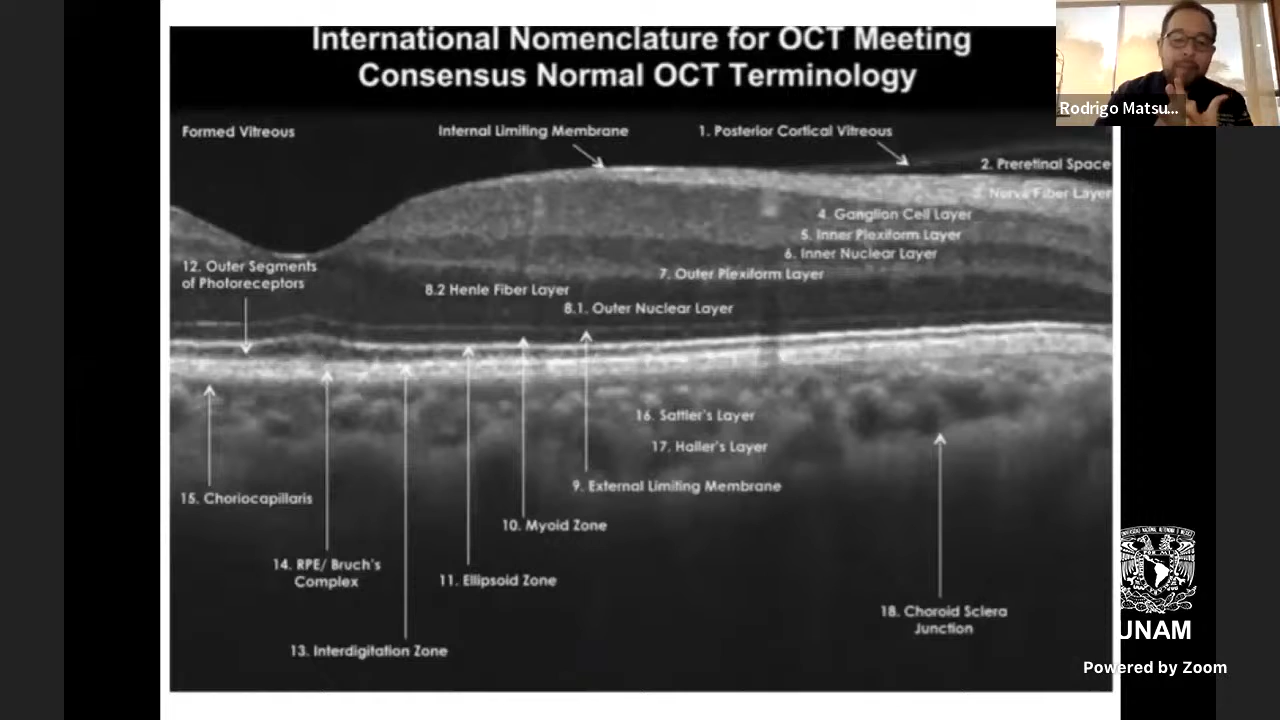 International Nomenclature for OCT Meeting
Consensus Normal OCT Terminology
Rodrigo Matsu...
Formed Vitreous
Internal Limiting Membrane
1. Posterior Cortical Vitreous
2. Preretinal Space
3. Nerve Fiber Layer
4. Ganglion Cell Layer
5. Inner Plexiform Layer
6. Inner Nuclear Layer
12. Outer Segments
of Photoreceptors
7. Outer Plexiform Layer
8.2 Henle Fiber Layer
8.1. Outer Nuclear Layer
16. Sattler's Layer
17. Haller's Layer
15. Choriocapillaris
9. External Limiting Membrane
10. Myoid Zone
14. RPE/ Bruch's
Complex
11. Ellipsoid Zone
18. Choroid Sclera
Junction
13. Interdigitation Zone
UNAM
Powered by Zoom